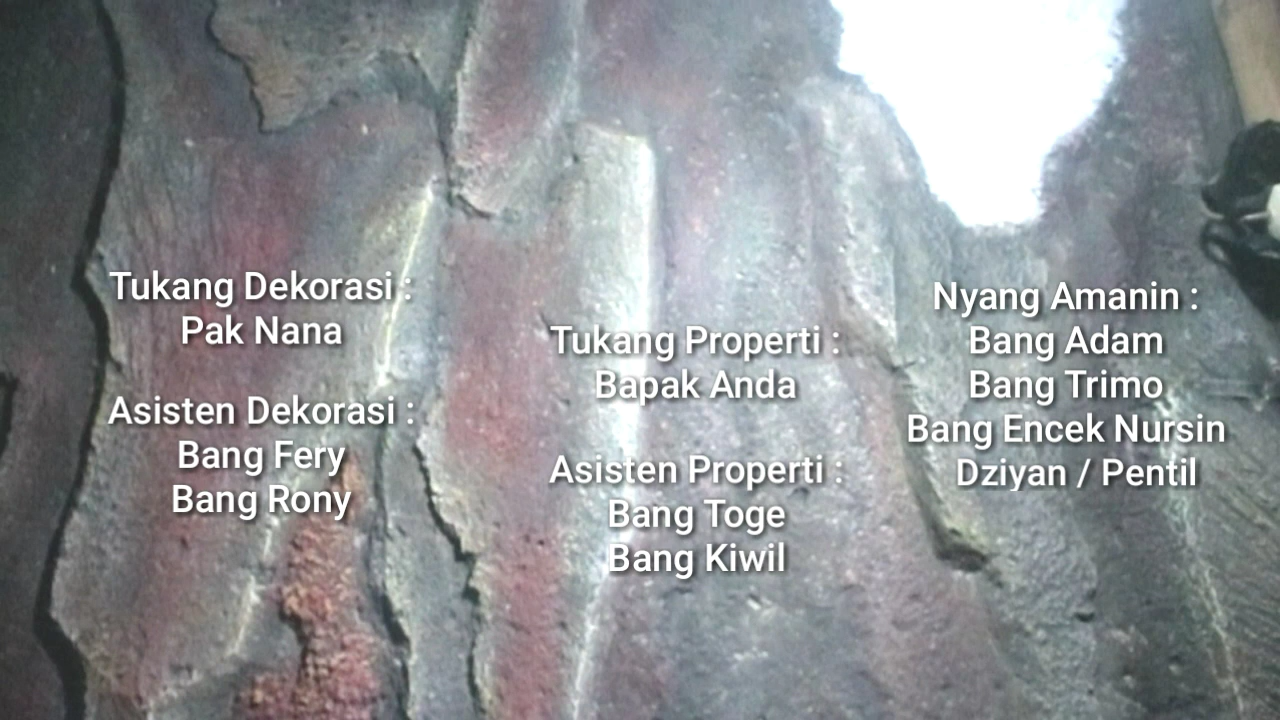 Tukang Dekorasi :
Pak Nana
Asisten Dekorasi :
Bang Fery
Bang Rony
Tukang Properti :
Bapak Anda
Asisten Properti :
Bang Toge
Bang Kiwil
Nyang Amanin :
Bang Adam
Bang Trimo
Bang Encek Nursin
Dziyan / Pentil